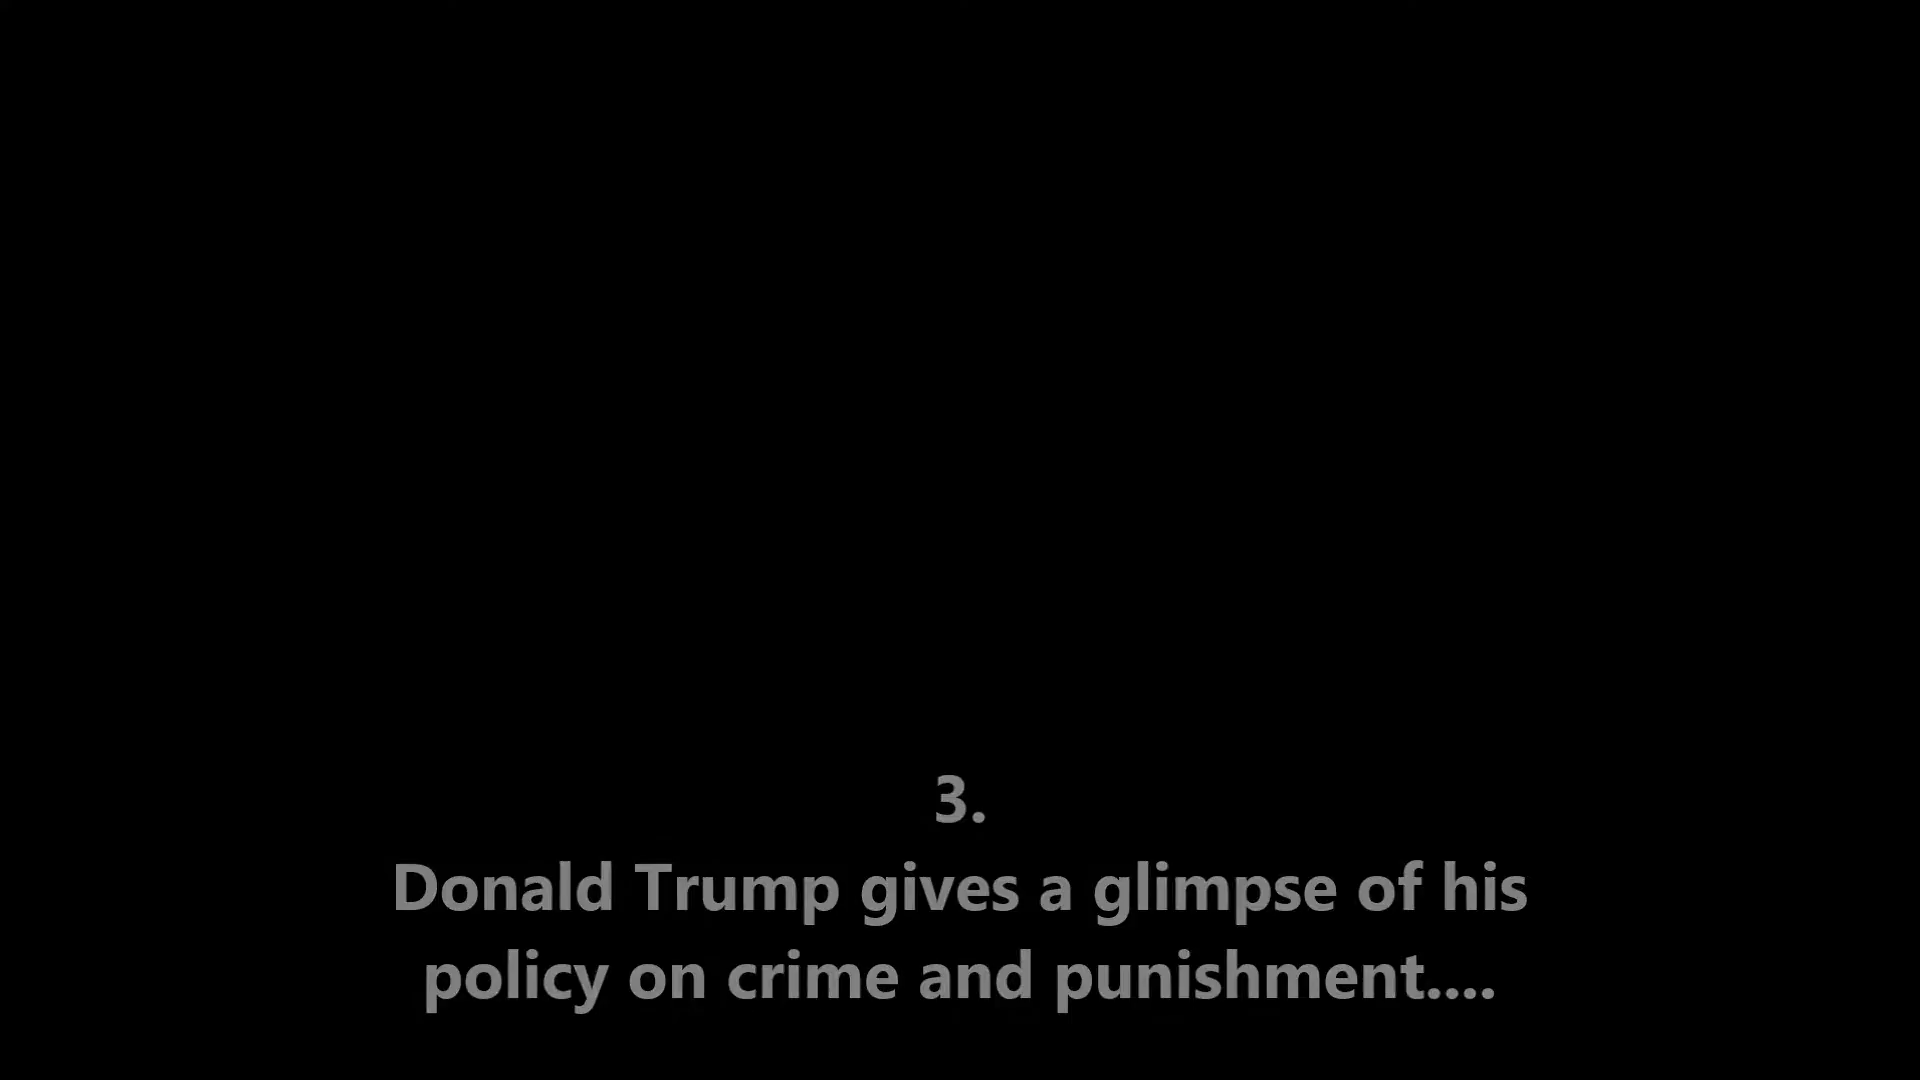 3.
Donald Trump gives a glimpse of his
policy on crime and punishment....